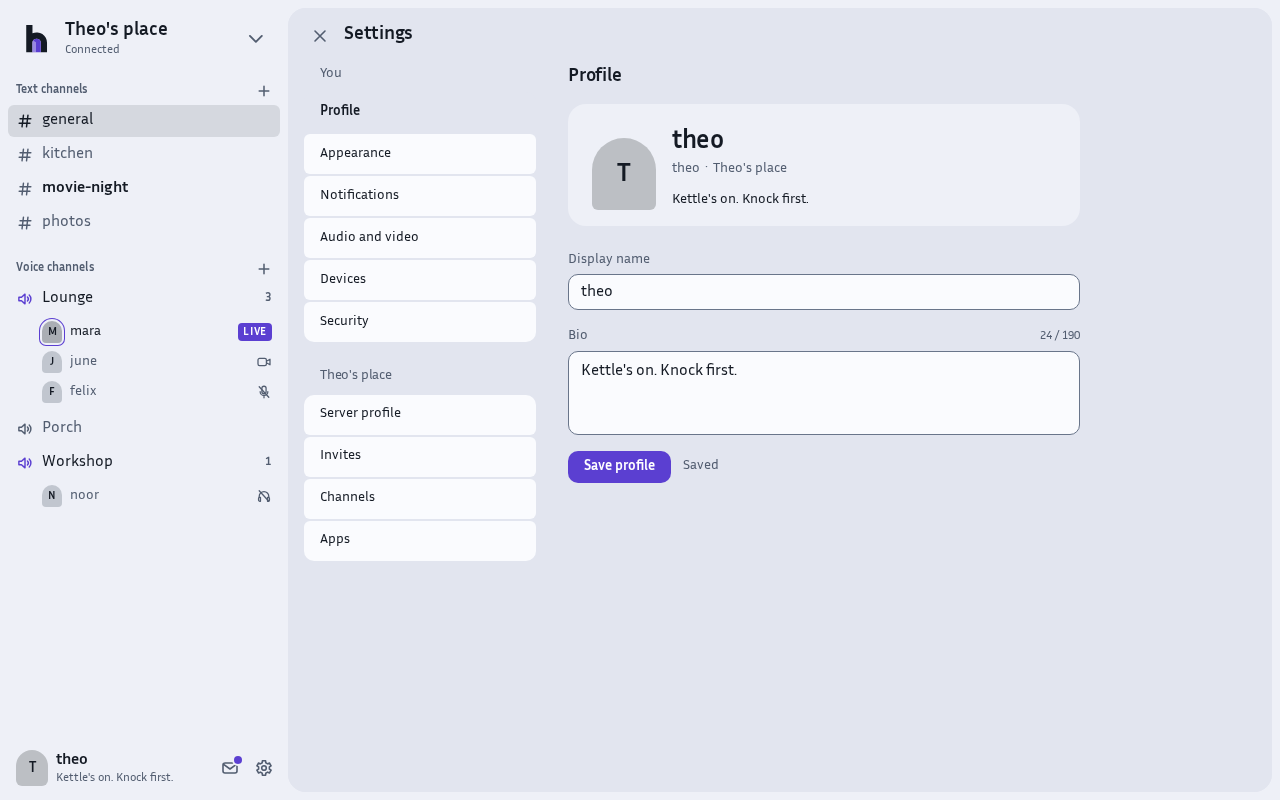 Theo's place
Connected
Text channels
general
kitchen
movie-night
photos
Voice channels
Lounge 3
M mara LIVE
J june
F felix
Porch
Workshop 1
N noor
T theo
Kettle's on. Knock first.
Settings
You
Profile
Appearance
Notifications
Audio and video
Devices
Security
Theo's place
Server profile
Invites
Channels
Apps
Profile
T
theo
theo · Theo's place
Kettle's on. Knock first.
Display name
theo
Bio 24 / 190
Kettle's on. Knock first.
Save profile Saved